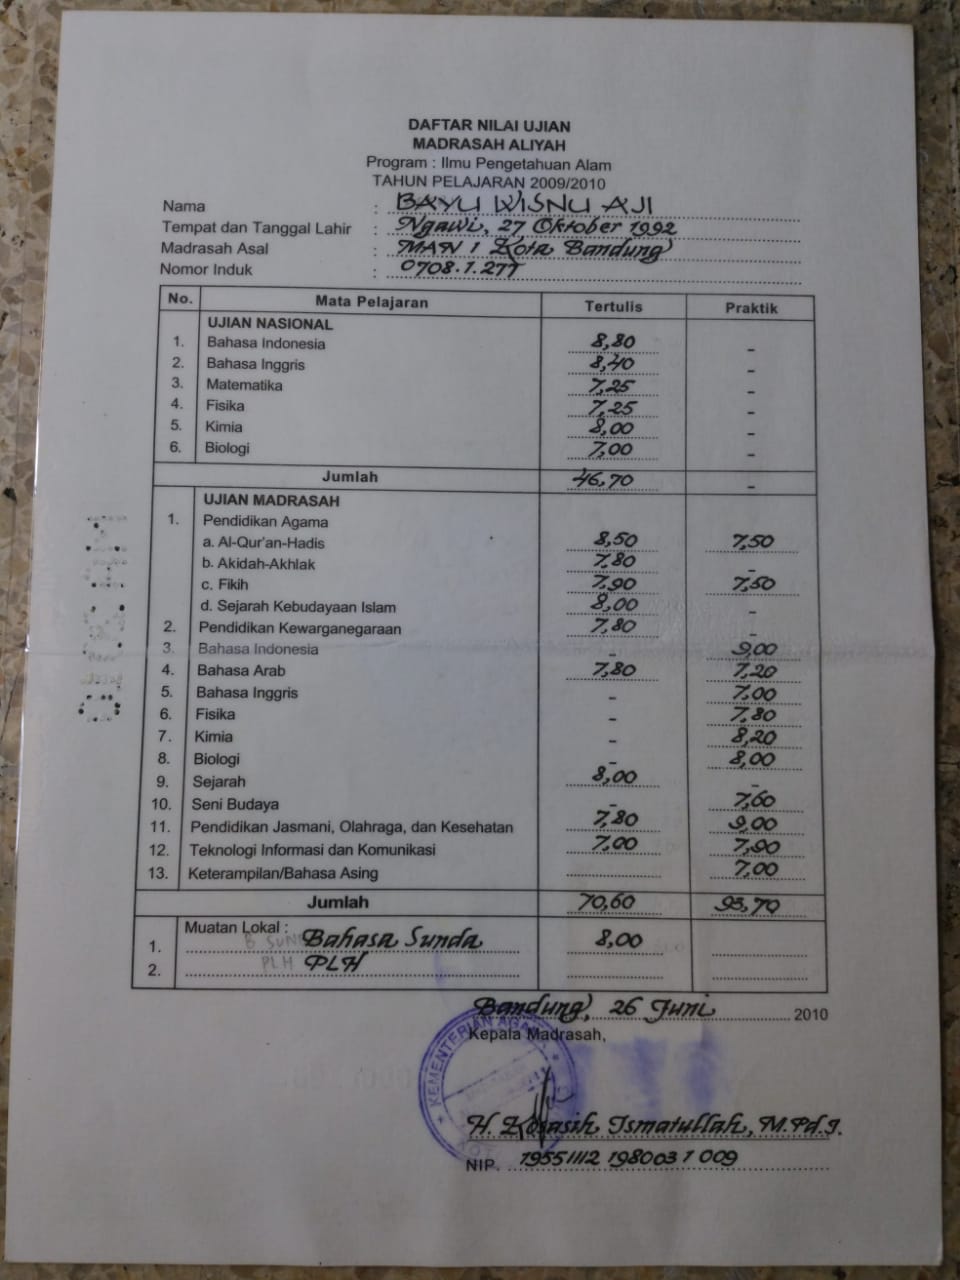 DAFTAR NILAI UJIAN
MADRASAH ALIYAH
Program : Ilmu Pengetahuan Alam
TAHUN PELAJARAN 2009/2010
Nama : BAYU WISNU AJI
Tempat dan Tanggal Lahir : Ngawi, 27 Oktober 1992
Madrasah Asal : MAN 1 Kota Bandung
Nomor Induk : 0708.1.277
No. Mata Pelajaran Tertulis Praktik
UJIAN NASIONAL
1. Bahasa Indonesia 8,80 -
2. Bahasa Inggris 8,40 -
3. Matematika 7,25 -
4. Fisika 7,25 -
5. Kimia 8,00 -
6. Biologi 7,00 -
Jumlah 46,70 -
UJIAN MADRASAH
1. Pendidikan Agama
a. Al-Qur'an-Hadis 8,50 7,50
b. Akidah-Akhlak 7,80 -
c. Fikih 7,90 7,50
d. Sejarah Kebudayaan Islam 8,00 -
2. Pendidikan Kewarganegaraan 7,80 -
3. Bahasa Indonesia - 9,00
4. Bahasa Arab 7,80 7,20
5. Bahasa Inggris - 7,00
6. Fisika - 7,80
7. Kimia - 8,20
8. Biologi - 8,00
9. Sejarah 8,00 -
10. Seni Budaya - 7,60
11. Pendidikan Jasmani, Olahraga, dan Kesehatan 7,80 9,00
12. Teknologi Informasi dan Komunikasi 7,00 7,90
13. Keterampilan/Bahasa Asing 7,00
Jumlah 70,60 93,70
Muatan Lokal :
1. B SUN Bahasa Sunda 8,00
2. PLH PLH
Bandung, 26 Juni 2010
Kepala Madrasah,
KEMENTERIAN AGAMA
H. Kosasih Ismatullah, M.Pd.I.
NIP. 19551112 198003 1 009